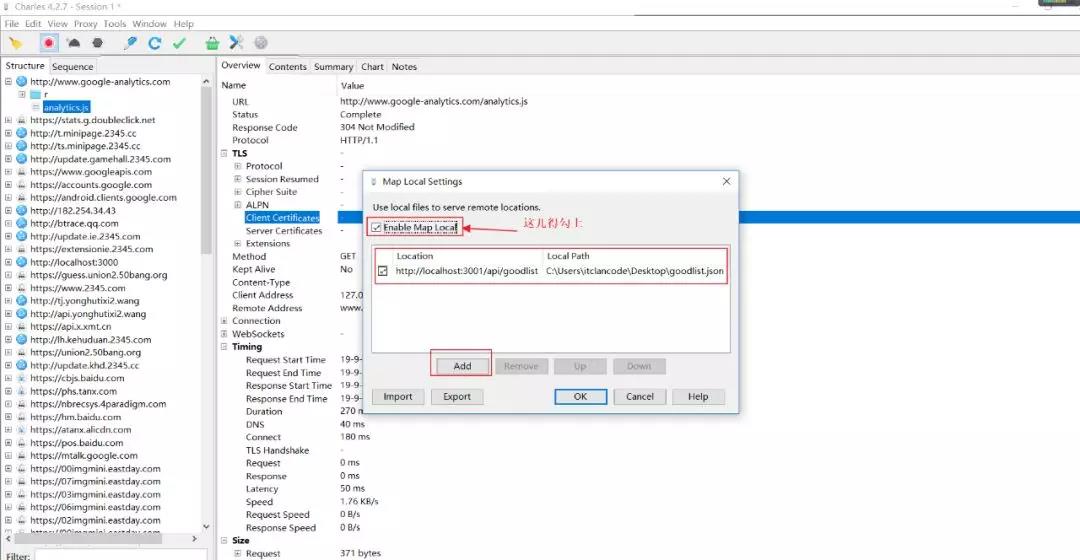 Charles 4.2.7 - Session 1 *
File Edit View Proxy Tools Window Help
Structure Sequence
http://www.google-analytics.com
r
analytics.js
https://stats.g.doubleclick.net
http://t.minipage.2345.cc
http://ts.minipage.2345.cc
http://update.gamehall.2345.com
https://www.googleapis.com
https://accounts.google.com
https://android.clients.google.com
http://182.254.34.43
http://btrace.qq.com
http://update.ie.2345.com
https://extensionie.2345.com
http://localhost:3000
https://guess.union2.50bang.org
https://www.2345.com
http://tj.yonghutixi2.wang
http://api.yonghutixi2.wang
https://api.x.xmt.cn
http://lh.kehuduan.2345.cc
https://union2.50bang.org
http://update.khd.2345.cc
https://cbjs.baidu.com
https://phs.tanx.com
https://nbrecsys.4paradigm.com
https://hm.baidu.com
https://atanx.alicdn.com
https://pos.baidu.com
https://mtalk.google.com
https://00imgmini.eastday.com
https://07imgmini.eastday.com
https://03imgmini.eastday.com
https://06imgmini.eastday.com
https://02imgmini.eastday.com
Filter:
Overview Contents Summary Chart Notes
Name Value
URL http://www.google-analytics.com/analytics.js
Status Complete
Response Code 304 Not Modified
Protocol HTTP/1.1
TLS -
Protocol -
Session Resumed -
Cipher Suite -
ALPN -
Client Certificates -
Server Certificates -
Extensions
Method GET
Kept Alive No
Content-Type
Client Address 127.0
Remote Address www.
Connection
WebSockets -
Timing
Request Start Time 19-9-
Request End Time 19-9-
Response Start Time 19-9-
Response End Time 19-9-
Duration 270 m
DNS 40 ms
Connect 180 ms
TLS Handshake -
Request 0 ms
Response 0 ms
Latency 50 ms
Speed 1.76 KB/s
Request Speed 0 B/s
Response Speed 0 B/s
Size
Request 371 bytes
Map Local Settings
Use local files to serve remote locations.
Enable Map Local
这儿得勾上
Location Local Path
http://localhost:3001/api/goodlist C:\Users\itclancode\Desktop\goodlist.json
Add Remove Up Down
Import Export OK Cancel Help